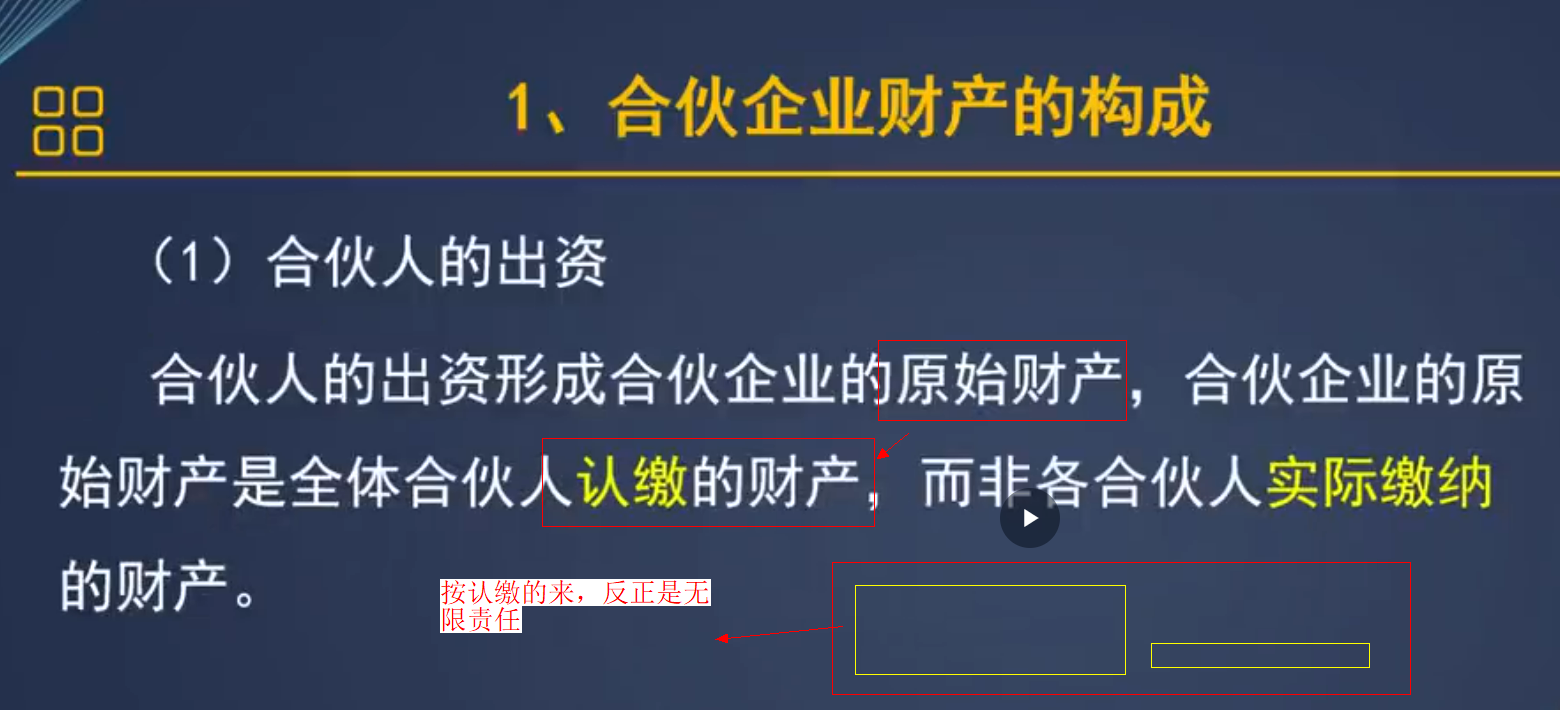 1、合伙企业财产的构成
（1）合伙人的出资
合伙人的出资形成合伙企业的原始财产，合伙企业的原
始财产是全体合伙人认缴的财产，而非各合伙人实际缴纳
的财产。
按认缴的来，反正是无
限责任